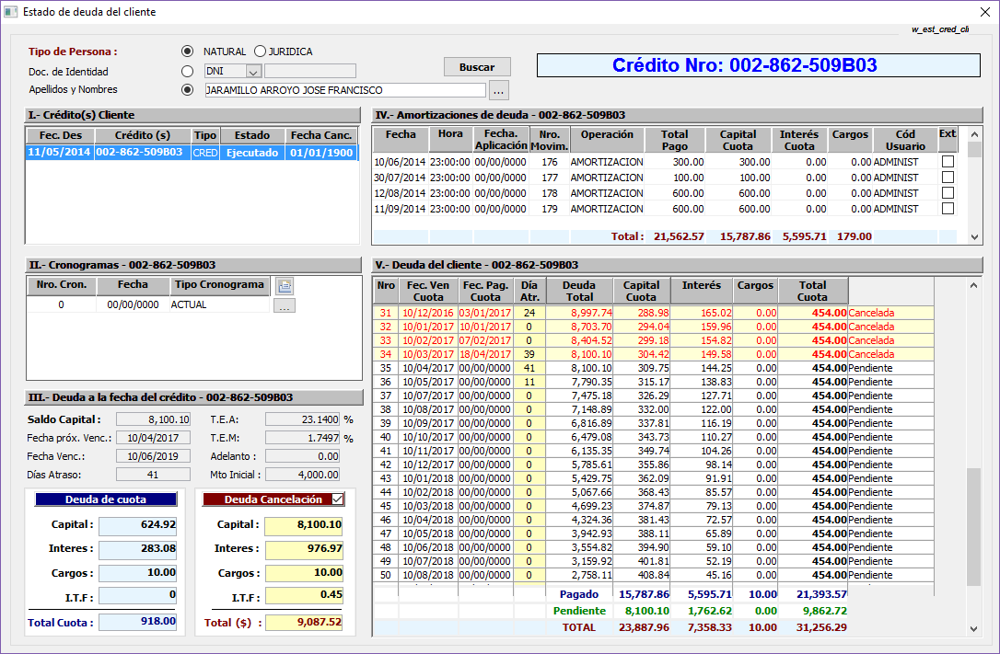 Estado de deuda del cliente
w_est_cred_cli
Tipo de Persona :
NATURAL
JURIDICA
Doc. de Identidad
DNI
Buscar
Apellidos y Nombres
JARAMILLO ARROYO JOSE FRANCISCO
...
Crédito Nro: 002-862-509B03
I.- Crédito(s) Cliente
Fec. Des Crédito (s) Tipo Estado Fecha Canc.
11/05/2014 002-862-509B03 CRED Ejecutado 01/01/1900
IV.- Amortizaciones de deuda - 002-862-509B03
Fecha Hora Fecha. Aplicación Nro. Movim. Operación Total Pago Capital Cuota Interés Cuota Cargos Cód Usuario Ext
10/06/2014 23:00:00 00/00/0000 176 AMORTIZACION 300.00 300.00 0.00 0.00 ADMINIST
30/07/2014 23:00:00 00/00/0000 177 AMORTIZACION 100.00 100.00 0.00 0.00 ADMINIST
12/08/2014 23:00:00 00/00/0000 178 AMORTIZACION 600.00 600.00 0.00 0.00 ADMINIST
11/09/2014 23:00:00 00/00/0000 179 AMORTIZACION 600.00 600.00 0.00 0.00 ADMINIST
Total : 21,562.57 15,787.86 5,595.71 179.00
II.- Cronogramas - 002-862-509B03
Nro. Cron. Fecha Tipo Cronograma
0 00/00/0000 ACTUAL
...
III.- Deuda a la fecha del crédito - 002-862-509B03
Saldo Capital : 8,100.10 T.E.A: 23.1400 %
Fecha próx. Venc.: 10/04/2017 T.E.M: 1.7497 %
Fecha Venc.: 10/06/2019 Adelanto : 0.00
Días Atraso: 41 Mto Inicial : 4,000.00
Deuda de cuota
Capital : 624.92
Interes : 283.08
Cargos : 10.00
I.T.F : 0
Total Cuota : 918.00
Deuda Cancelación
Capital : 8,100.10
Interes : 976.97
Cargos : 10.00
I.T.F : 0.45
Total ($) : 9,087.52
V.- Deuda del cliente - 002-862-509B03
Nro Fec. Ven Cuota Fec. Pag. Cuota Día Atr. Deuda Total Capital Cuota Interés Cargos Total Cuota
31 10/12/2016 03/01/2017 24 8,997.74 288.98 165.02 0.00 454.00 Cancelada
32 10/01/2017 10/01/2017 0 8,703.70 294.04 159.96 0.00 454.00 Cancelada
33 10/02/2017 07/02/2017 0 8,404.52 299.18 154.82 0.00 454.00 Cancelada
34 10/03/2017 18/04/2017 39 8,100.10 304.42 149.58 0.00 454.00 Cancelada
35 10/04/2017 00/00/0000 41 8,100.10 309.75 144.25 0.00 454.00 Pendiente
36 10/05/2017 00/00/0000 11 7,790.35 315.17 138.83 0.00 454.00 Pendiente
37 10/07/2017 00/00/0000 0 7,475.18 326.29 127.71 0.00 454.00 Pendiente
38 10/08/2017 00/00/0000 0 7,148.89 332.00 122.00 0.00 454.00 Pendiente
39 10/09/2017 00/00/0000 0 6,816.89 337.81 116.19 0.00 454.00 Pendiente
40 10/10/2017 00/00/0000 0 6,479.08 343.73 110.27 0.00 454.00 Pendiente
41 10/11/2017 00/00/0000 0 6,135.35 349.74 104.26 0.00 454.00 Pendiente
42 10/12/2017 00/00/0000 0 5,785.61 355.86 98.14 0.00 454.00 Pendiente
43 10/01/2018 00/00/0000 0 5,429.75 362.09 91.91 0.00 454.00 Pendiente
44 10/02/2018 00/00/0000 0 5,067.66 368.43 85.57 0.00 454.00 Pendiente
45 10/03/2018 00/00/0000 0 4,699.23 374.87 79.13 0.00 454.00 Pendiente
46 10/04/2018 00/00/0000 0 4,324.36 381.43 72.57 0.00 454.00 Pendiente
47 10/05/2018 00/00/0000 0 3,942.93 388.11 65.89 0.00 454.00 Pendiente
48 10/06/2018 00/00/0000 0 3,554.82 394.90 59.10 0.00 454.00 Pendiente
49 10/07/2018 00/00/0000 0 3,159.92 401.81 52.19 0.00 454.00 Pendiente
50 10/08/2018 00/00/0000 0 2,758.11 408.84 45.16 0.00 454.00 Pendiente
Pagado 15,787.86 5,595.71 10.00 21,393.57
Pendiente 8,100.10 1,762.62 0.00 9,862.72
TOTAL 23,887.96 7,358.33 10.00 31,256.29